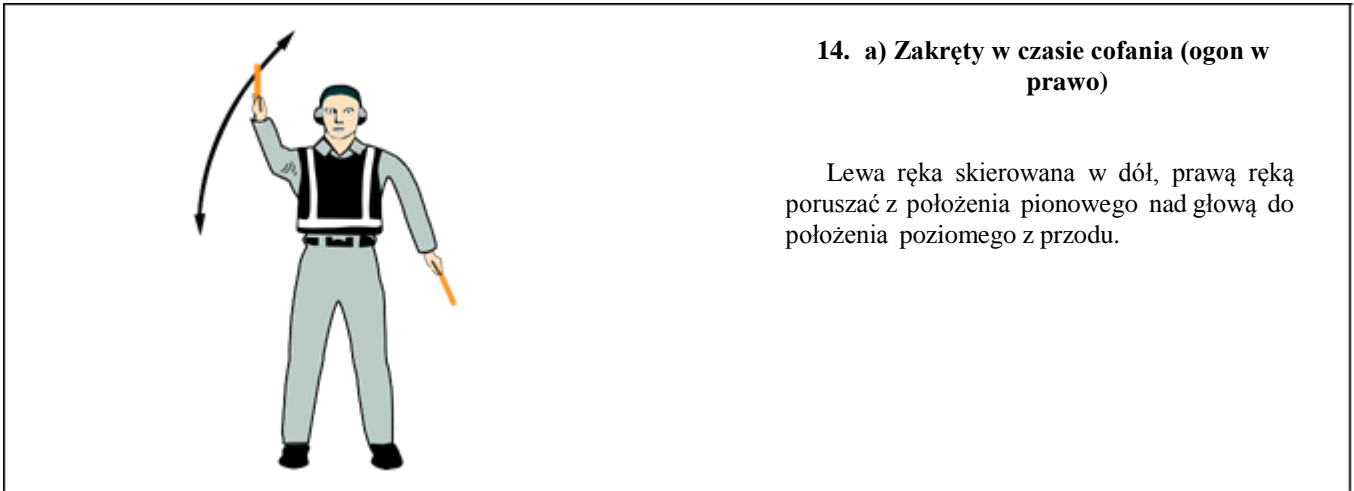 14. a) Zakręty w czasie cofania (ogon w
prawo)
Lewa ręka skierowana w dół, prawą ręką
poruszać z położenia pionowego nad głową do
położenia poziomego z przodu.